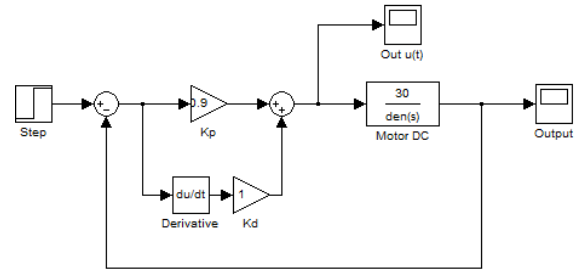 Out u(t)
Step
0.9
Kp
30
den(s)
Motor DC
Output
du/dt
Derivative
1
Kd